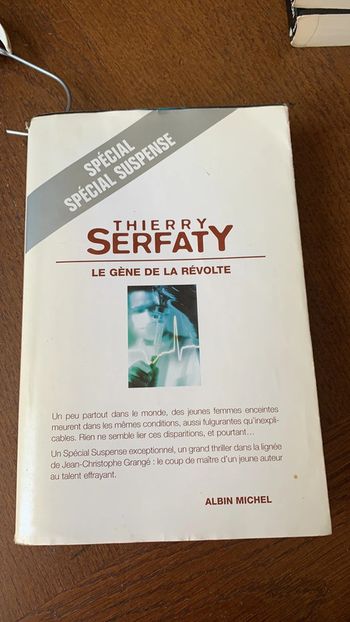 SPÉCIAL
SPÉCIAL SUSPENSE
THIERRY
SERFATY
LE GÈNE DE LA RÉVOLTE
Un peu partout dans le monde, des jeunes femmes enceintes
meurent dans les mêmes conditions, aussi fulgurantes qu'inexpli-
cables. Rien ne semble lier ces disparitions, et pourtant...
Un Spécial Suspense exceptionnel, un grand thriller dans la lignée
de Jean-Christophe Grangé : le coup de maître d'un jeune auteur
au talent effrayant.
ALBIN MICHEL